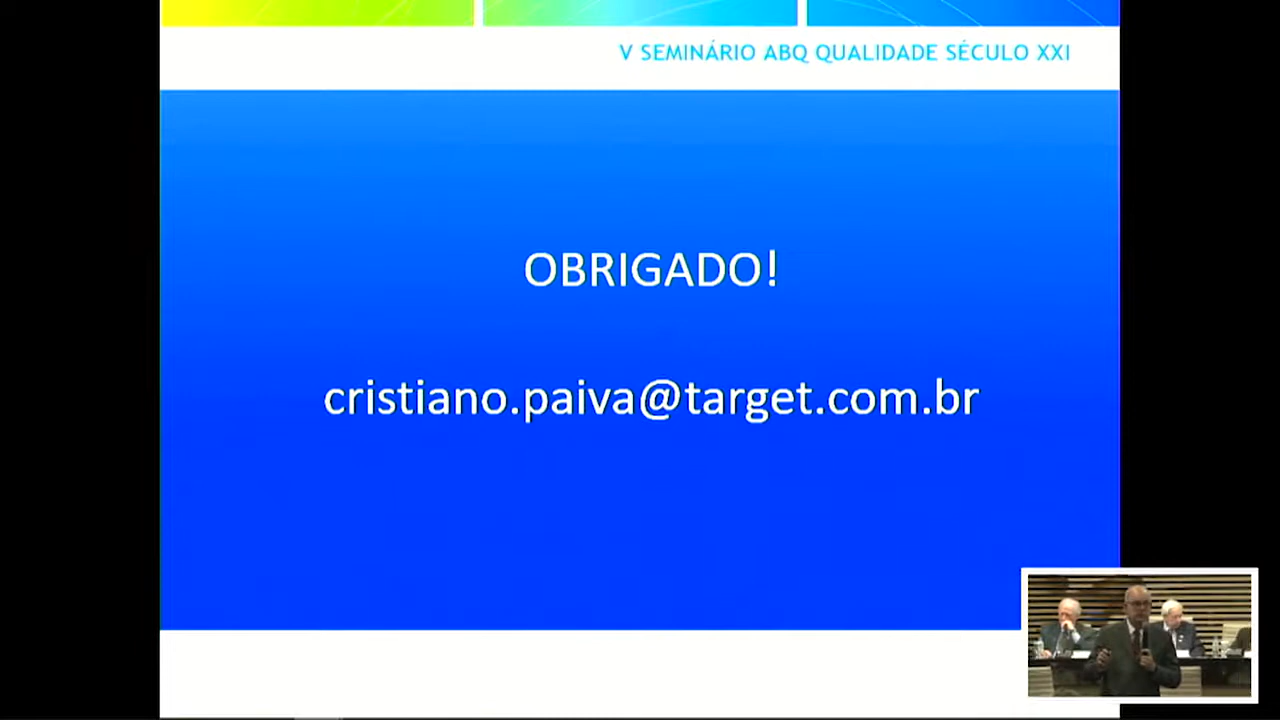 V SEMINÁRIO ABQ QUALIDADE SÉCULO XXI
OBRIGADO!
cristiano.paiva@target.com.br